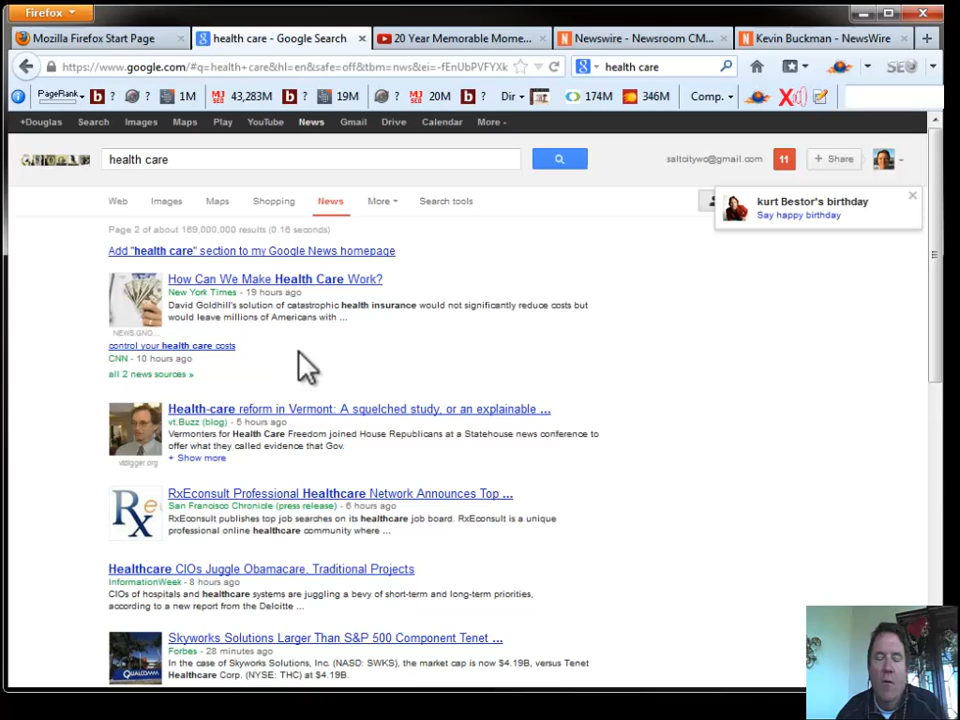 Firefox
Mozilla Firefox Start Page
health care - Google Search
20 Year Memorable Mome...
Newswire - Newsroom CM...
Kevin Buckman - NewsWire
https://www.google.com/#q=health+care&hl=en&safe=off&tbm=nws&ei=-fEnUbPVFYXk
health care
PageRank
?
?
1M
43,283M
?
19M
?
20M
?
Dir
174M
346M
Comp.
+Douglas Search Images Maps Play YouTube News Gmail Drive Calendar More
health care
saltcitywo@gmail.com
11
+ Share
Web Images Maps Shopping News More Search tools
kurt Bestor's birthday
Say happy birthday
Page 2 of about 169,000,000 results (0.16 seconds)
Add "health care" section to my Google News homepage
How Can We Make Health Care Work?
New York Times - 19 hours ago
David Goldhill's solution of catastrophic health insurance would not significantly reduce costs but
would leave millions of Americans with ...
NEWS.GNO...
control your health care costs
CNN - 10 hours ago
all 2 news sources »
Health-care reform in Vermont: A squelched study, or an explainable ...
vt.Buzz (blog) - 5 hours ago
Vermonters for Health Care Freedom joined House Republicans at a Statehouse news conference to
offer what they called evidence that Gov.
+ Show more
vtdigger.org
RxEconsult Professional Healthcare Network Announces Top ...
San Francisco Chronicle (press release) - 6 hours ago
RxEconsult publishes top job searches on its healthcare job board. RxEconsult is a unique
professional online healthcare community where ...
Healthcare CIOs Juggle Obamacare, Traditional Projects
InformationWeek - 8 hours ago
CIOs of hospitals and healthcare systems are juggling a bevy of short-term and long-term priorities,
according to a new report from the Deloitte ...
Skyworks Solutions Larger Than S&P 500 Component Tenet ...
Forbes - 28 minutes ago
In the case of Skyworks Solutions, Inc. (NASD: SWKS), the market cap is now $4.19B, versus Tenet
Healthcare Corp. (NYSE: THC) at $4.19B.
QUALCOMM